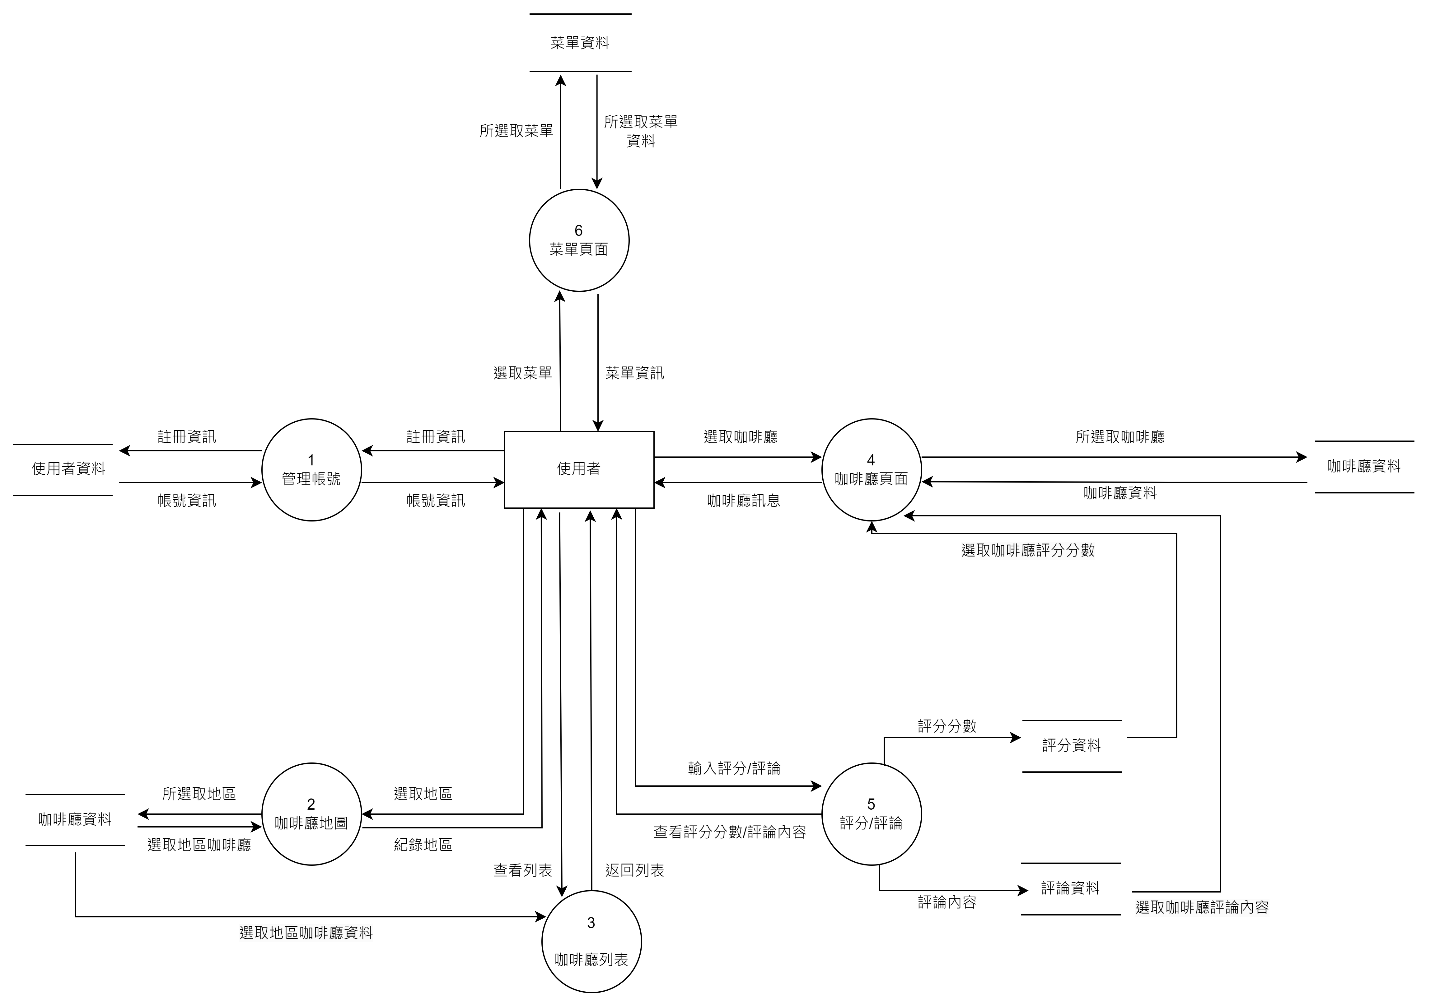 菜單資料
所選取菜單
所選取菜單
資料
6
菜單頁面
選取菜單
菜單資訊
使用者資料
註冊資訊
帳號資訊
1
管理帳號
註冊資訊
帳號資訊
使用者
選取咖啡廳
咖啡廳訊息
4
咖啡廳頁面
所選取咖啡廳
咖啡廳資料
咖啡廳資料
選取咖啡廳評分分數
咖啡廳資料
所選取地區
選取地區咖啡廳
2
咖啡廳地圖
選取地區
紀錄地區
查看列表
返回列表
輸入評分/評論
查看評分分數/評論內容
5
評分/評論
評分分數
評分資料
評論內容
評論資料
選取咖啡廳評論內容
選取地區咖啡廳資料
3
咖啡廳列表